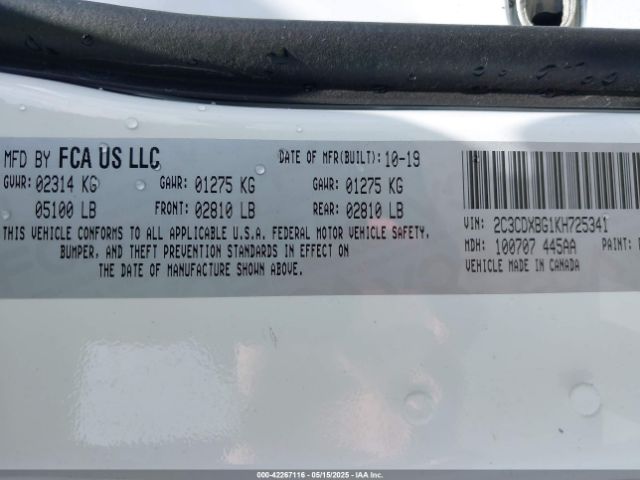 MFD BY FCA US LLC DATE OF MFR(BUILT): 10-19
GVWR: 02314 KG GAWR: 01275 KG GAWR: 01275 KG
05100 LB FRONT: 02810 LB REAR: 02810 LB
THIS VEHICLE CONFORMS TO ALL APPLICABLE U.S.A. FEDERAL MOTOR VEHICLE SAFETY,
BUMPER, AND THEFT PREVENTION STANDARDS IN EFFECT ON
THE DATE OF MANUFACTURE SHOWN ABOVE.
VIN: 2C3CDXBG1KH725341
MDH: 100707 445AA PAINT:
VEHICLE MADE IN CANADA
000-42267116 - 05/15/2025 - IAAI.com